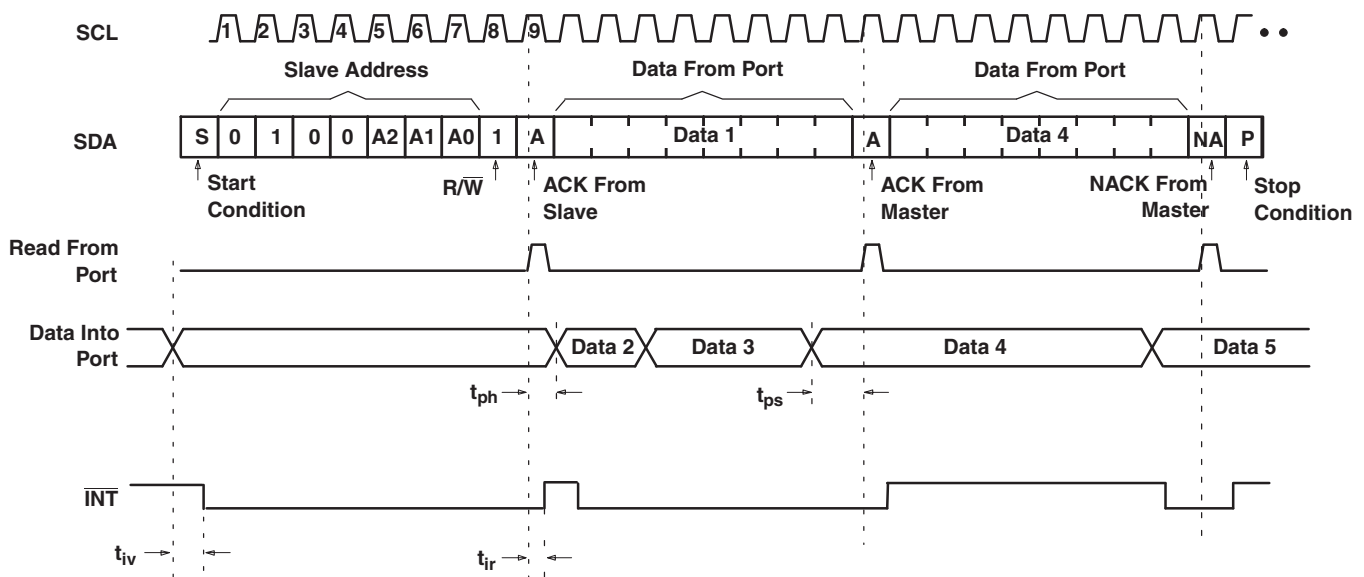 SCL
1 2 3 4 5 6 7 8 9
Slave Address
Data From Port
Data From Port
SDA
S 0 1 0 0 A2 A1 A0 1 A Data 1 A Data 4 NA P
Start
Condition
R/W̅
ACK From
Slave
ACK From
Master
NACK From
Master
Stop
Condition
Read From
Port
Data Into
Port
Data 2 Data 3 Data 4 Data 5
tph
tps
I̅N̅T̅
tiv
tir